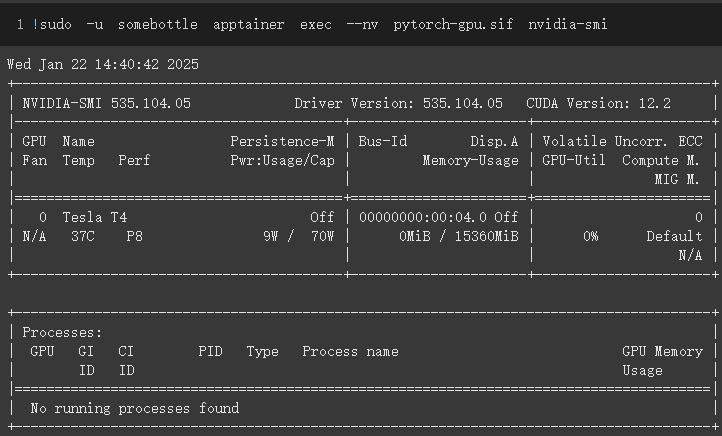 1 !sudo -u somebottle apptainer exec --nv pytorch-gpu.sif nvidia-smi
Wed Jan 22 14:40:42 2025
+---------------------------------------------------------------------------------------+
| NVIDIA-SMI 535.104.05             Driver Version: 535.104.05   CUDA Version: 12.2     |
|-----------------------------------------+----------------------+----------------------+
| GPU  Name                 Persistence-M | Bus-Id        Disp.A | Volatile Uncorr. ECC |
| Fan  Temp   Perf          Pwr:Usage/Cap |         Memory-Usage | GPU-Util  Compute M. |
|                                         |                      |               MIG M. |
|=========================================+======================+======================|
|   0  Tesla T4                       Off | 00000000:00:04.0 Off |                    0 |
| N/A   37C    P8               9W /  70W |      0MiB / 15360MiB |      0%      Default |
|                                         |                      |                  N/A |
+-----------------------------------------+----------------------+----------------------+
+---------------------------------------------------------------------------------------+
| Processes:                                                                            |
|  GPU   GI   CI        PID   Type   Process name                            GPU Memory |
|        ID   ID                                                             Usage      |
|=======================================================================================|
|  No running processes found                                                           |
+---------------------------------------------------------------------------------------+